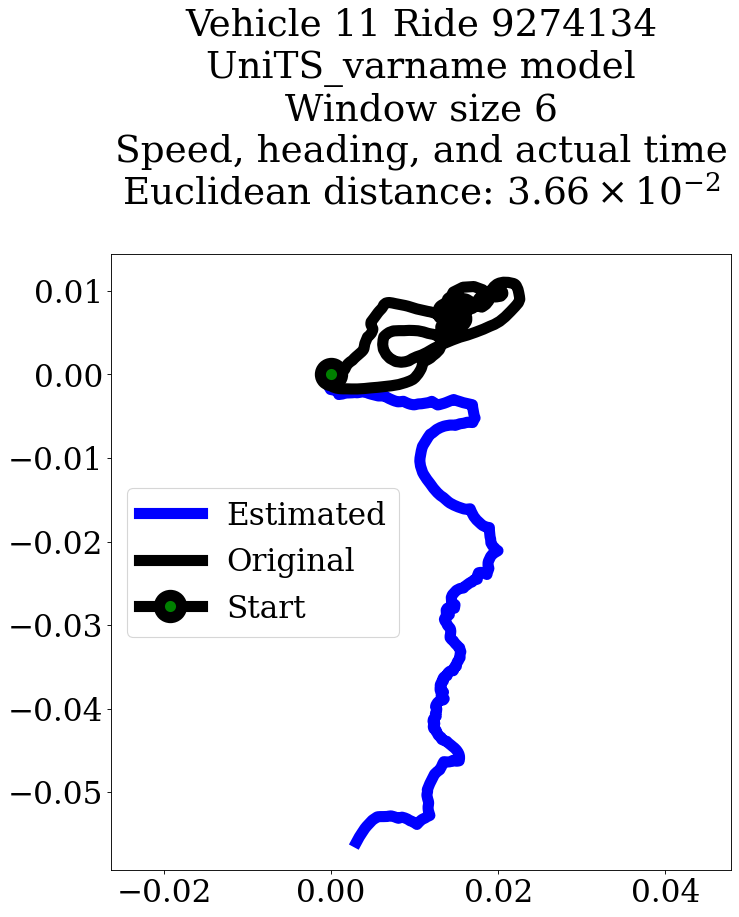 Vehicle 11 Ride 9274134
UniTS_varname model
Window size 6
Speed, heading, and actual time
Euclidean distance: 3.66 × 10⁻²
0.01
0.00
−0.01
−0.02
−0.03
−0.04
−0.05
Estimated
Original
Start
−0.02 0.00 0.02 0.04